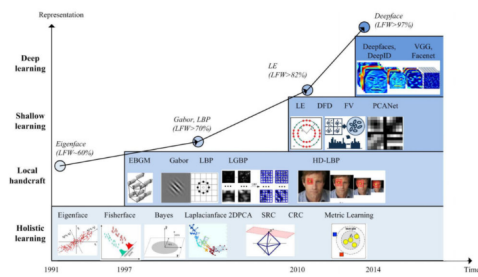 Representation
Deepface
(LFW>97%)
Deep
learning
Deepfaces,
DeepID
VGG,
Facenet
LE
(LFW>82%)
Shallow
learning
LE DFD FV PCANet
Gabor, LBP
(LFW>70%)
Eigenface
(LFW~60%)
Local
handcraft
EBGM Gabor LBP LGBP HD-LBP
Holistic
learning
Eigenface Fisherface Bayes Laplacianface 2DPCA SRC CRC Metric Learning
1991 1997 2010 2014 Time